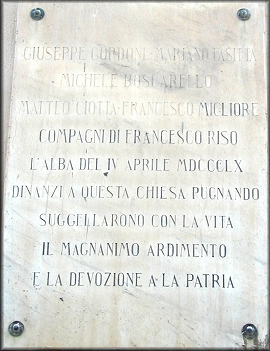 GIUSEPPE CORDONE MARIANO FASITTA
MICHELE BOSCARELLO
MATTEO CIOTTA FRANCESCO MIGLIORE
COMPAGNI DI FRANCESCO RISO
L'ALBA DEL IV APRILE MDCCCLX
DINANZI A QUESTA CHIESA PUGNANDO
SUGGELLARONO CON LA VITA
IL MAGNANIMO ARDIMENTO
E LA DEVOZIONE A LA PATRIA